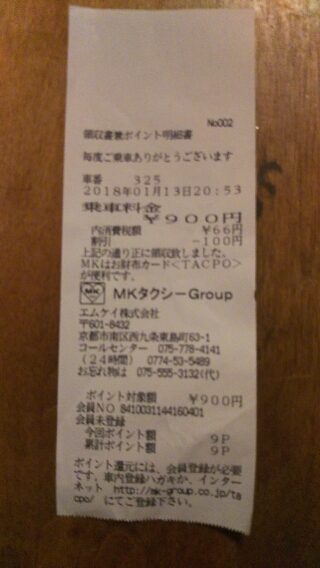 No002
領収書兼ポイント明細書
毎度ご乗車ありがとうございます
車番 325
2018年01月13日20:53
乗車料金
￥900円
内消費税額 ￥66円
割引 -100円
上記の通り正に領収致しました。
MKはお財布カード<TACPO>
が便利です。
MK MKタクシーGroup
エムケイ株式会社
〒601-8432
京都市南区西九条東島町63-1
コールセンター 075-778-4141
(24時間) 0774-53-5489
お忘れ物は 075-555-3132(代)
ポイント対象額 ￥900円
会員NO 8410031144160401
会員未登録
今回ポイント額 9P
累計ポイント額 9P
ポイント還元には、会員登録が必要
です。車内登録ハガキか、インター
ネット http://mk-group.co.jp/ta
cpo/ にてご登録下さい。